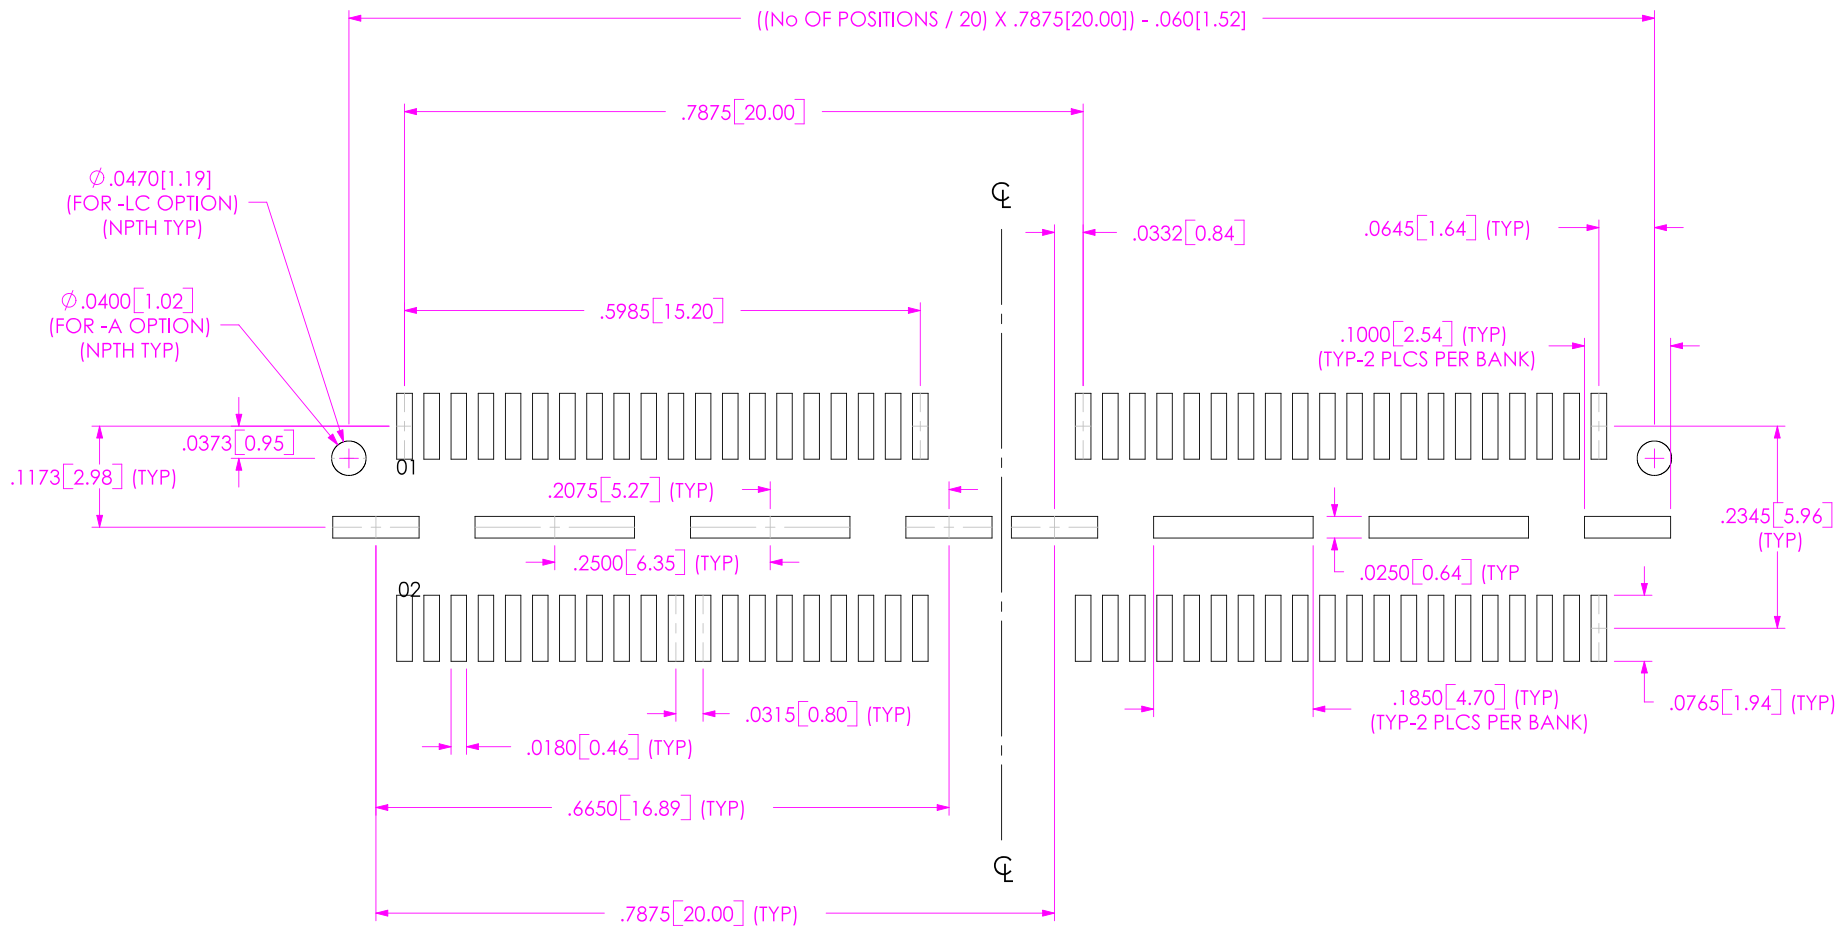 ((No OF POSITIONS / 20) X .7875[20.00]) - .060[1.52]
.7875[20.00]
Ø.0470[1.19]
(FOR -LC OPTION)
(NPTH TYP)
℄
.0332[0.84]
.0645[1.64] (TYP)
Ø.0400[1.02]
(FOR -A OPTION)
(NPTH TYP)
.5985[15.20]
.1000[2.54] (TYP)
(TYP-2 PLCS PER BANK)
.0373[0.95]
01
.1173[2.98] (TYP)
.2075[5.27] (TYP)
.2345[5.96]
(TYP)
.2500[6.35] (TYP)
.0250[0.64] (TYP
02
.1850[4.70] (TYP)
(TYP-2 PLCS PER BANK)
.0765[1.94] (TYP)
.0315[0.80] (TYP)
.0180[0.46] (TYP)
.6650[16.89] (TYP)
℄
.7875[20.00] (TYP)